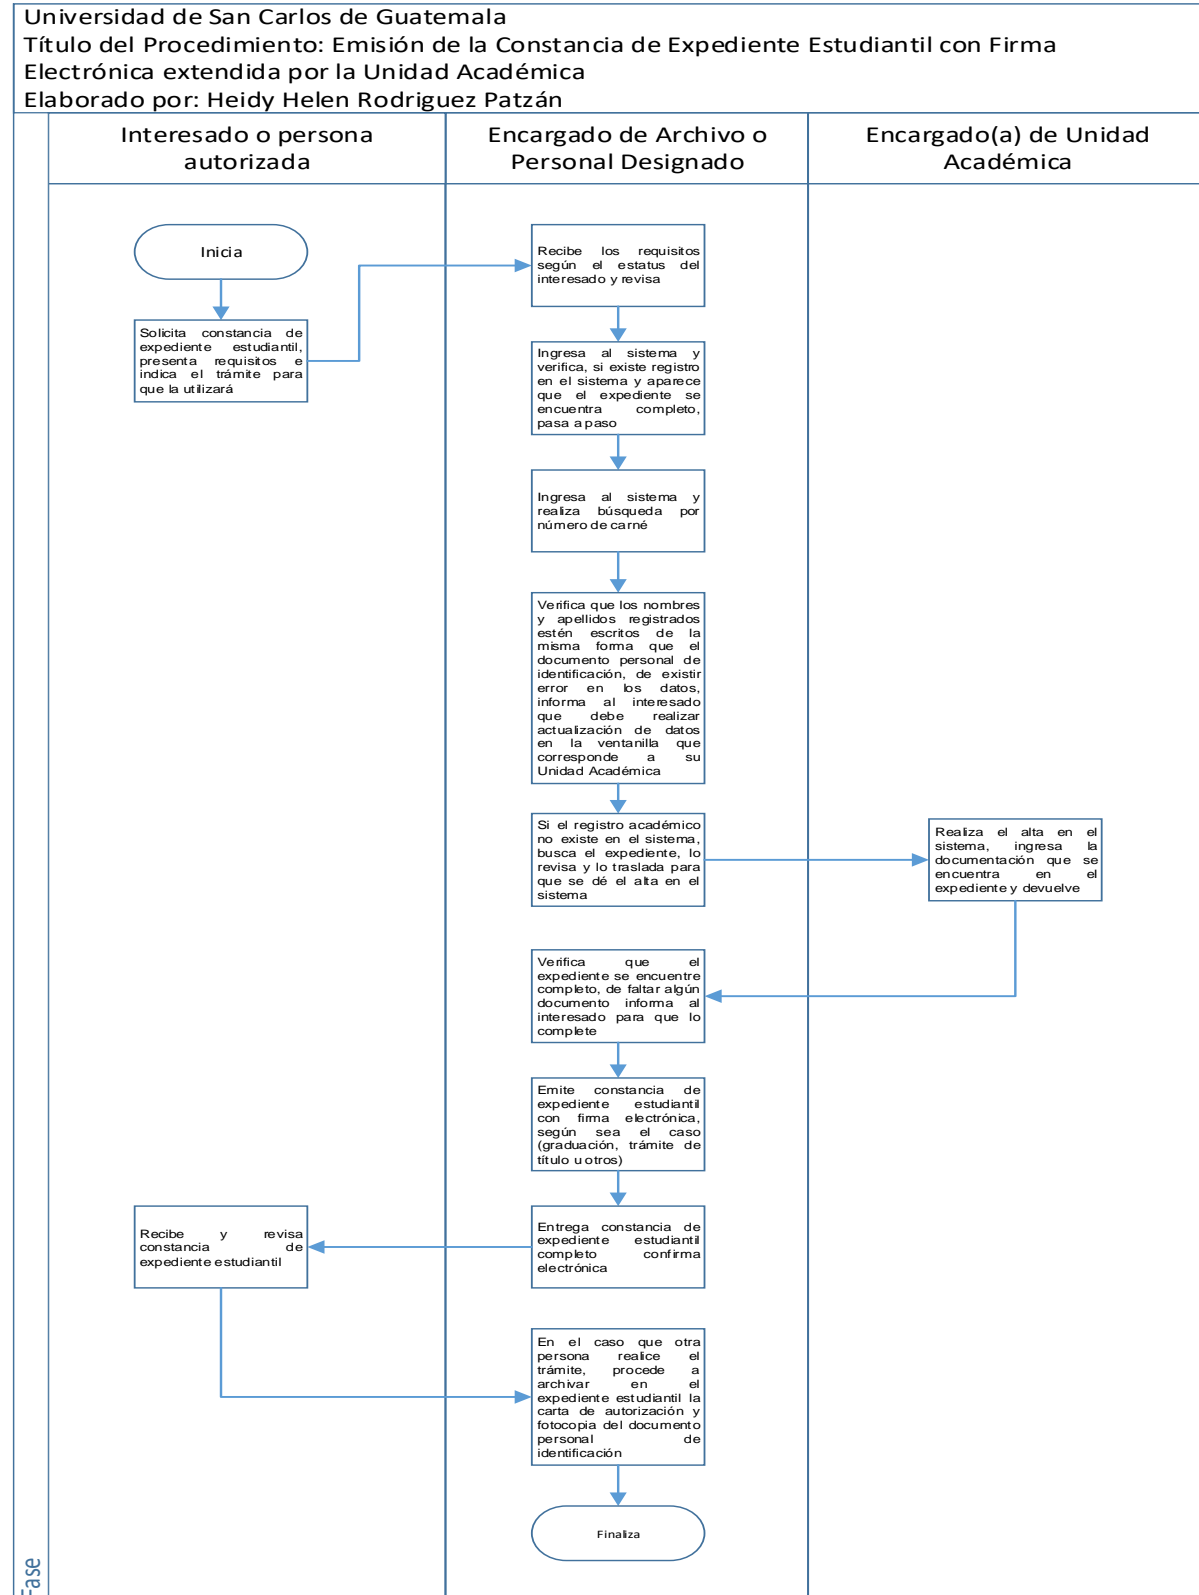 Universidad de San Carlos de Guatemala
Título del Procedimiento: Emisión de la Constancia de Expediente Estudiantil con Firma
Electrónica extendida por la Unidad Académica
Elaborado por: Heidy Helen Rodriguez Patzán
Interesado o persona
autorizada
Encargado de Archivo o
Personal Designado
Encargado(a) de Unidad
Académica
Inicia
Solicita constancia de
expediente estudiantil,
presenta requisitos e
indica el trámite para
que la utilizará
Recibe los requisitos
según el estatus del
interesado y revisa
Ingresa al sistema y
verifica, si existe registro
en el sistema y aparece
que el expediente se
encuentra completo,
pasa a paso
Ingresa al sistema y
realiza búsqueda por
número de carné
Verifica que los nombres
y apellidos registrados
estén escritos de la
misma forma que el
documento personal de
identificación, de existir
error en los datos,
informa al interesado
que debe realizar
actualización de datos
en la ventanilla que
corresponde a su
Unidad Académica
Si el registro académico
no existe en el sistema,
busca el expediente, lo
revisa y lo traslada para
que se dé el alta en el
sistema
Realiza el alta en el
sistema, ingresa la
documentación que se
encuentra en el
expediente y devuelve
Verifica que el
expediente se encuentre
completo, de faltar algún
documento informa al
interesado para que lo
complete
Emite constancia de
expediente estudiantil
con firma electrónica,
según sea el caso
(graduación, trámite de
título u otros)
Entrega constancia de
expediente estudiantil
completo confirma
electrónica
Recibe y revisa
constancia de
expediente estudiantil
En el caso que otra
persona realice el
trámite, procede a
archivar en el
expediente estudiantil la
carta de autorización y
fotocopia del documento
personal de
identificación
Finaliza
Fase